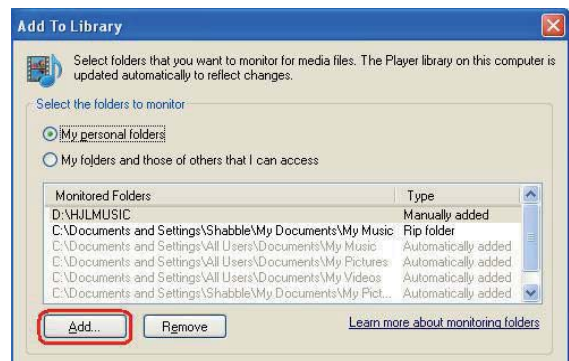 Add To Library
Select folders that you want to monitor for media files. The Player library on this computer is
updated automatically to reflect changes.
Select the folders to monitor
My personal folders
My folders and those of others that I can access
Monitored Folders Type
D:\HJLMUSIC Manually added
C:\Documents and Settings\Shabble\My Documents\My Music Rip folder
C:\Documents and Settings\All Users\Documents\My Music Automatically added
C:\Documents and Settings\All Users\Documents\My Pictures Automatically added
C:\Documents and Settings\All Users\Documents\My Videos Automatically added
C:\Documents and Settings\Shabble\My Documents\My Pict... Automatically added
Add... Remove Learn more about monitoring folders